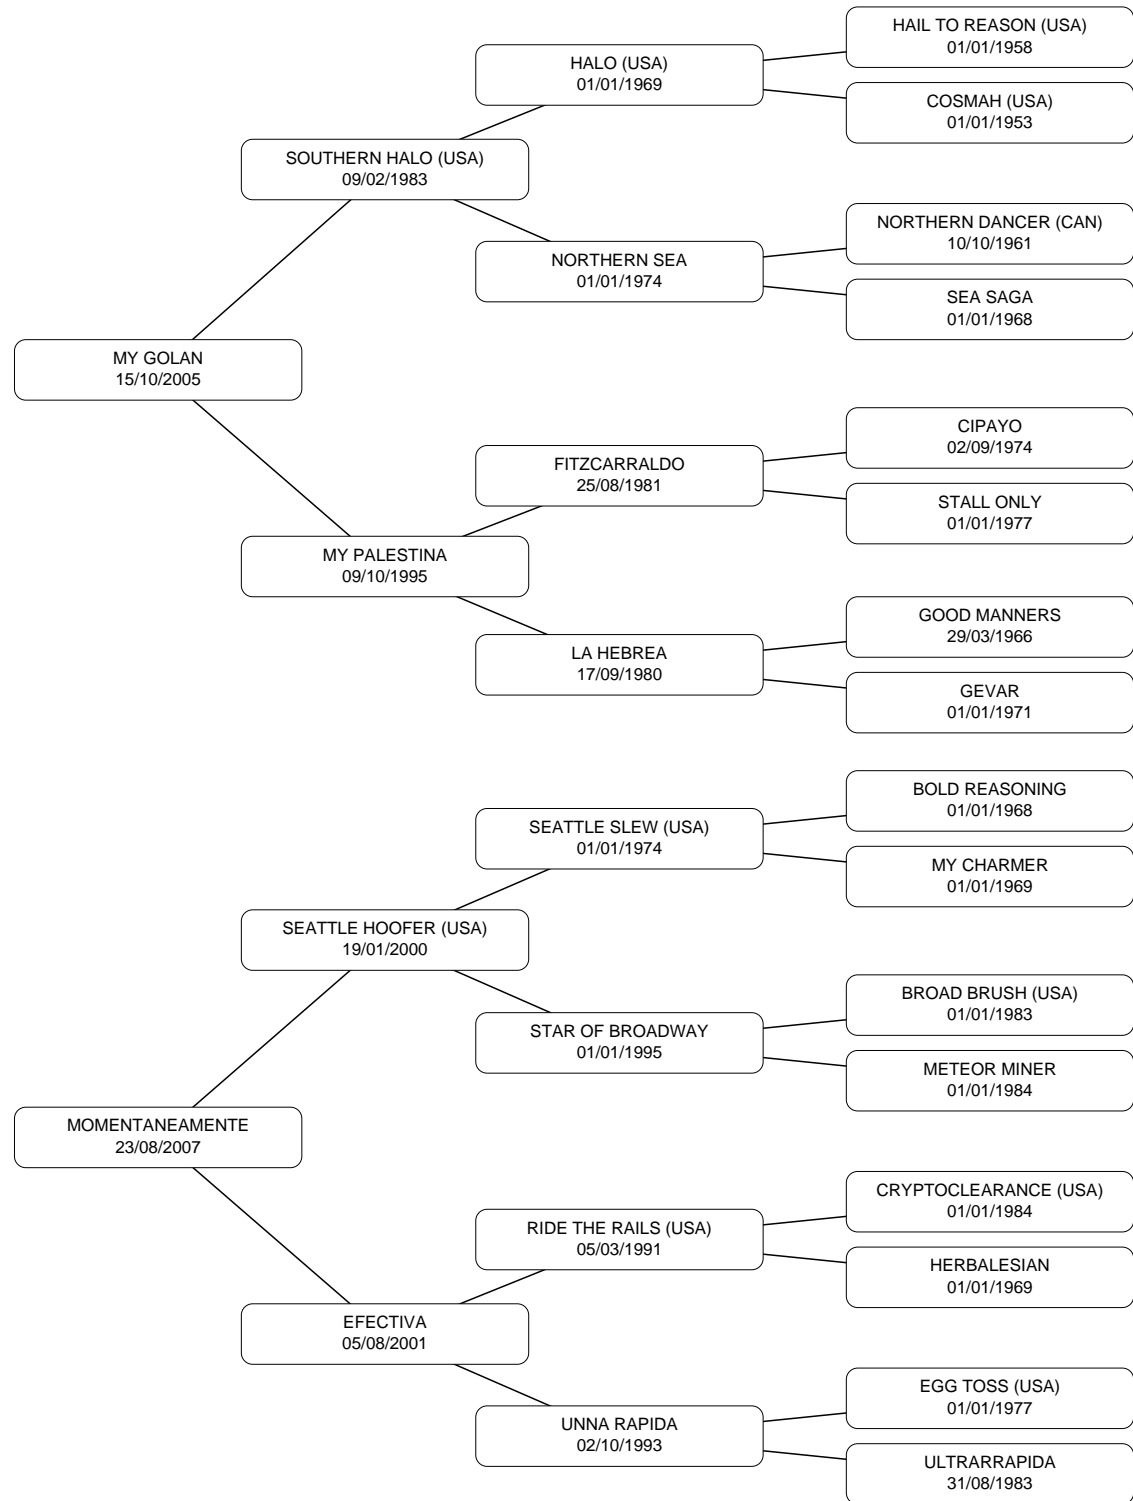 HAIL TO REASON (USA)
01/01/1958
HALO (USA)
01/01/1969
COSMAH (USA)
01/01/1953
SOUTHERN HALO (USA)
09/02/1983
NORTHERN DANCER (CAN)
10/10/1961
NORTHERN SEA
01/01/1974
SEA SAGA
01/01/1968
MY GOLAN
15/10/2005
CIPAYO
02/09/1974
FITZCARRALDO
25/08/1981
STALL ONLY
01/01/1977
MY PALESTINA
09/10/1995
GOOD MANNERS
29/03/1966
LA HEBREA
17/09/1980
GEVAR
01/01/1971
BOLD REASONING
01/01/1968
SEATTLE SLEW (USA)
01/01/1974
MY CHARMER
01/01/1969
SEATTLE HOOFER (USA)
19/01/2000
BROAD BRUSH (USA)
01/01/1983
STAR OF BROADWAY
01/01/1995
METEOR MINER
01/01/1984
MOMENTANEAMENTE
23/08/2007
CRYPTOCLEARANCE (USA)
01/01/1984
RIDE THE RAILS (USA)
05/03/1991
HERBALESIAN
01/01/1969
EFECTIVA
05/08/2001
EGG TOSS (USA)
01/01/1977
UNNA RAPIDA
02/10/1993
ULTRARRAPIDA
31/08/1983